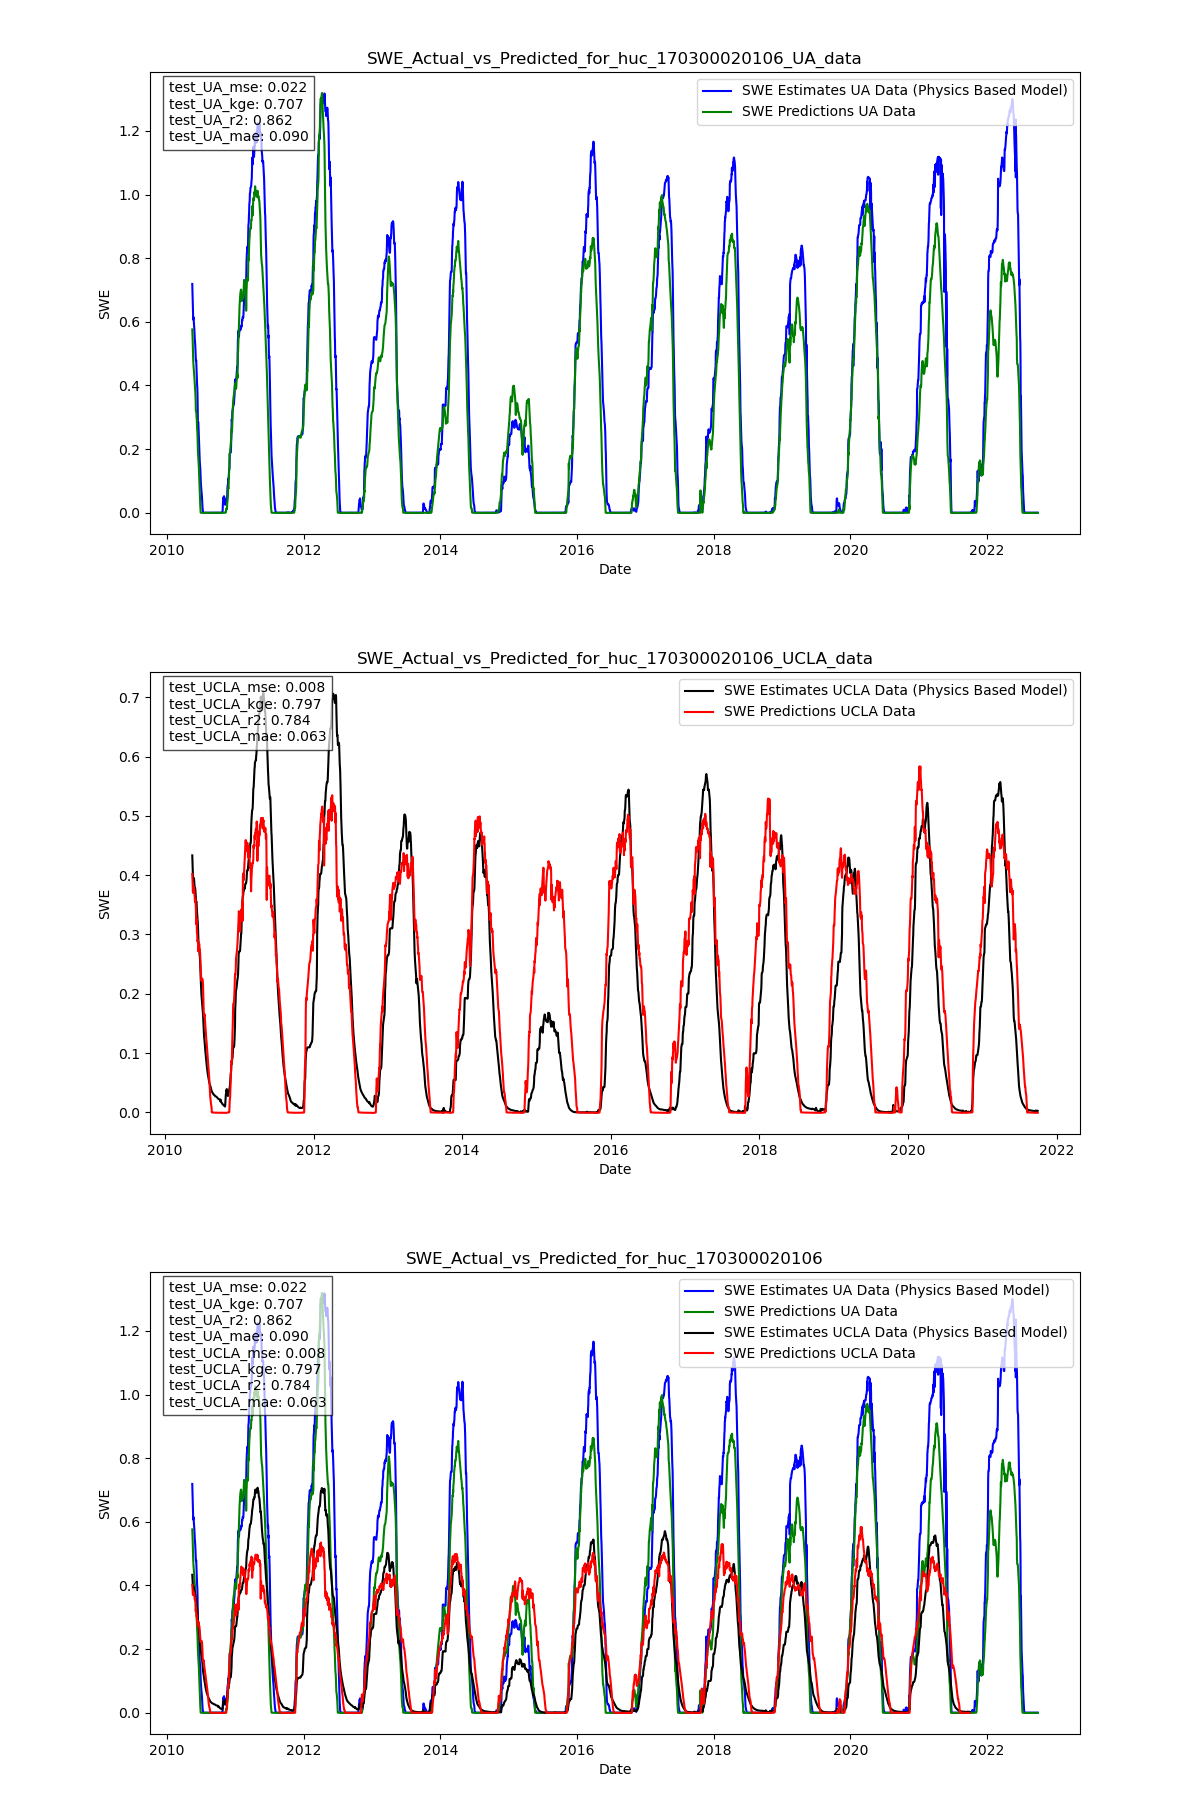 SWE_Actual_vs_Predicted_for_huc_170300020106_UA_data
test_UA_mse: 0.022
test_UA_kge: 0.707
test_UA_r2: 0.862
test_UA_mae: 0.090
SWE Estimates UA Data (Physics Based Model)
SWE Predictions UA Data
SWE
1.2
1.0
0.8
0.6
0.4
0.2
0.0
2010 2012 2014 2016 2018 2020 2022
Date
SWE_Actual_vs_Predicted_for_huc_170300020106_UCLA_data
test_UCLA_mse: 0.008
test_UCLA_kge: 0.797
test_UCLA_r2: 0.784
test_UCLA_mae: 0.063
SWE Estimates UCLA Data (Physics Based Model)
SWE Predictions UCLA Data
SWE
0.7
0.6
0.5
0.4
0.3
0.2
0.1
0.0
2010 2012 2014 2016 2018 2020 2022
Date
SWE_Actual_vs_Predicted_for_huc_170300020106
test_UA_mse: 0.022
test_UA_kge: 0.707
test_UA_r2: 0.862
test_UA_mae: 0.090
test_UCLA_mse: 0.008
test_UCLA_kge: 0.797
test_UCLA_r2: 0.784
test_UCLA_mae: 0.063
SWE Estimates UA Data (Physics Based Model)
SWE Predictions UA Data
SWE Estimates UCLA Data (Physics Based Model)
SWE Predictions UCLA Data
SWE
1.2
1.0
0.8
0.6
0.4
0.2
0.0
2010 2012 2014 2016 2018 2020 2022
Date